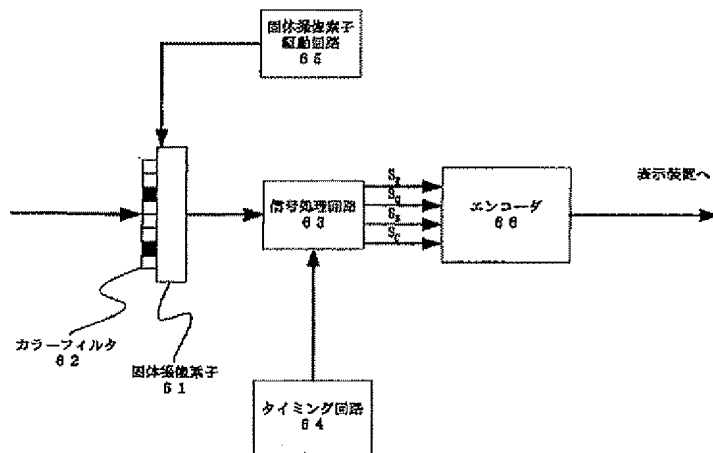 固体撮像素子
駆動回路
65
表示装置へ
信号処理回路
63
エンコーダ
66
カラーフィルタ
62
固体撮像素子
61
タイミング回路
64